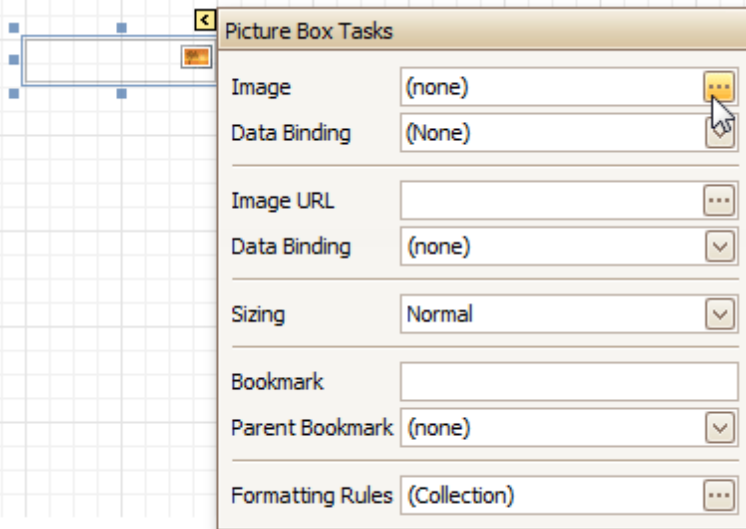 Picture Box Tasks
Image (none)
Data Binding (None)
Image URL
Data Binding (none)
Sizing Normal
Bookmark
Parent Bookmark (none)
Formatting Rules (Collection)